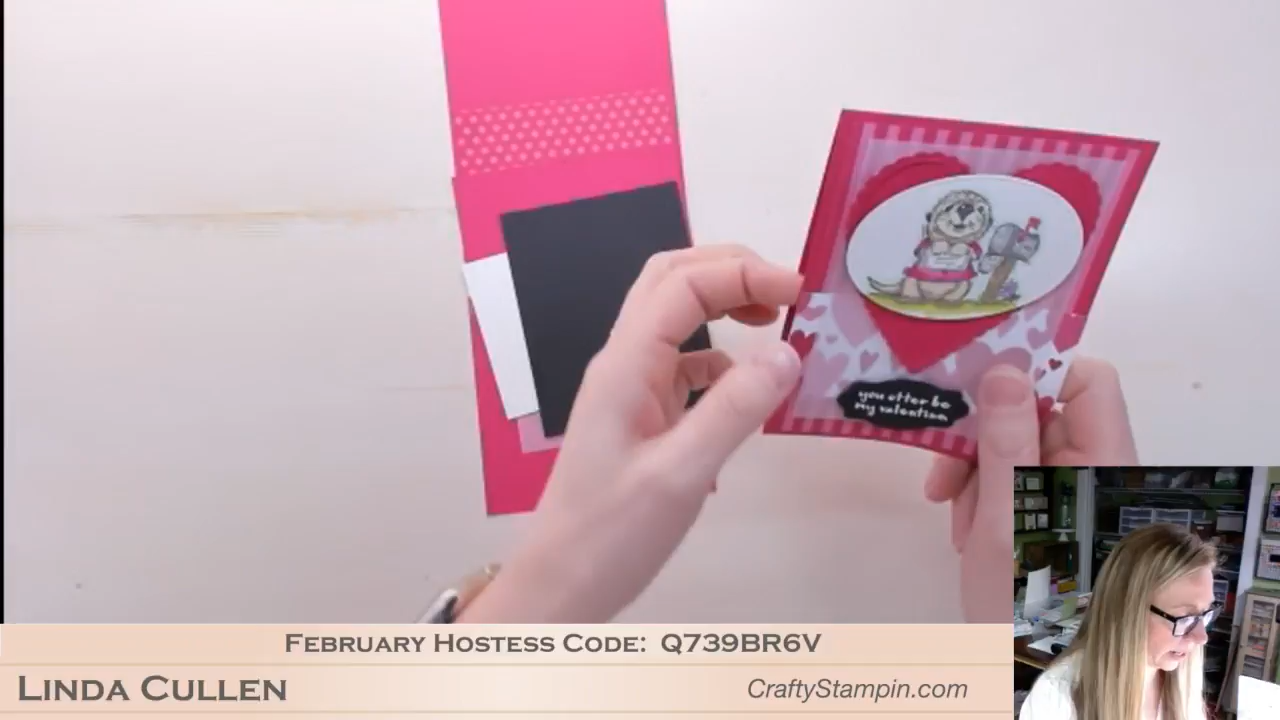 you otter be
my valentine
February Hostess Code: Q739BR6V
Linda Cullen
CraftyStampin.com